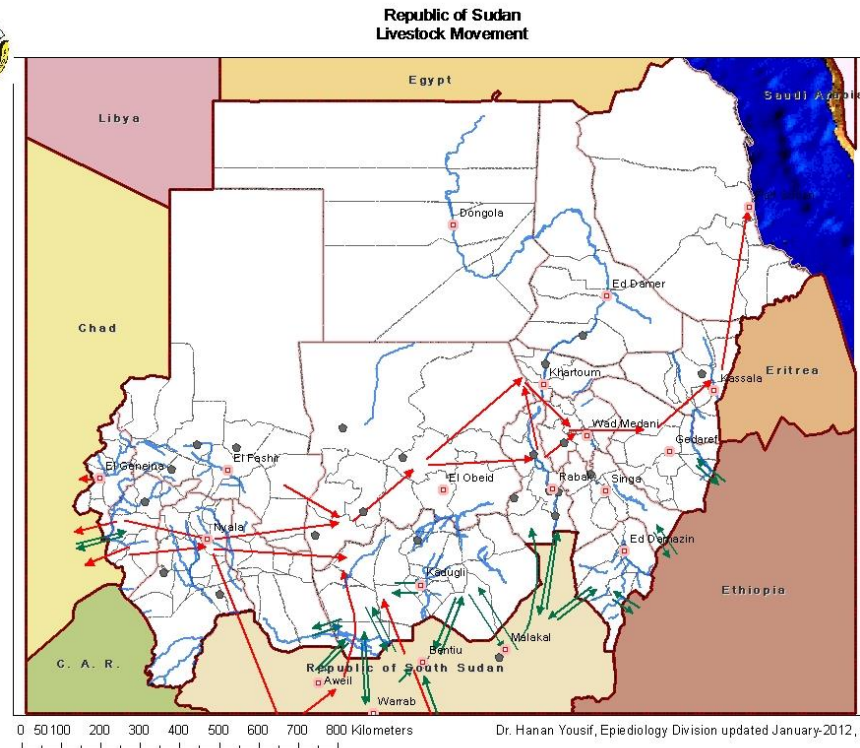 Republic of Sudan
Livestock Movement
Egypt
Saudi Arabia
Libya
Dongola
Ed Damer
Chad
Khartoum
Kassala
Eritrea
Wad Medani
Gedaref
El Fashir
El Geneina
El Obeid
Rabak
Singa
Nyala
Ed Damazin
Kadugli
Ethiopia
C. A. R.
Malakal
Bentiu
Republic of South Sudan
Aweil
Warrab
0 50 100 200 300 400 500 600 700 800 Kilometers
Dr. Hanan Yousif, Epiediology Division updated January-2012.